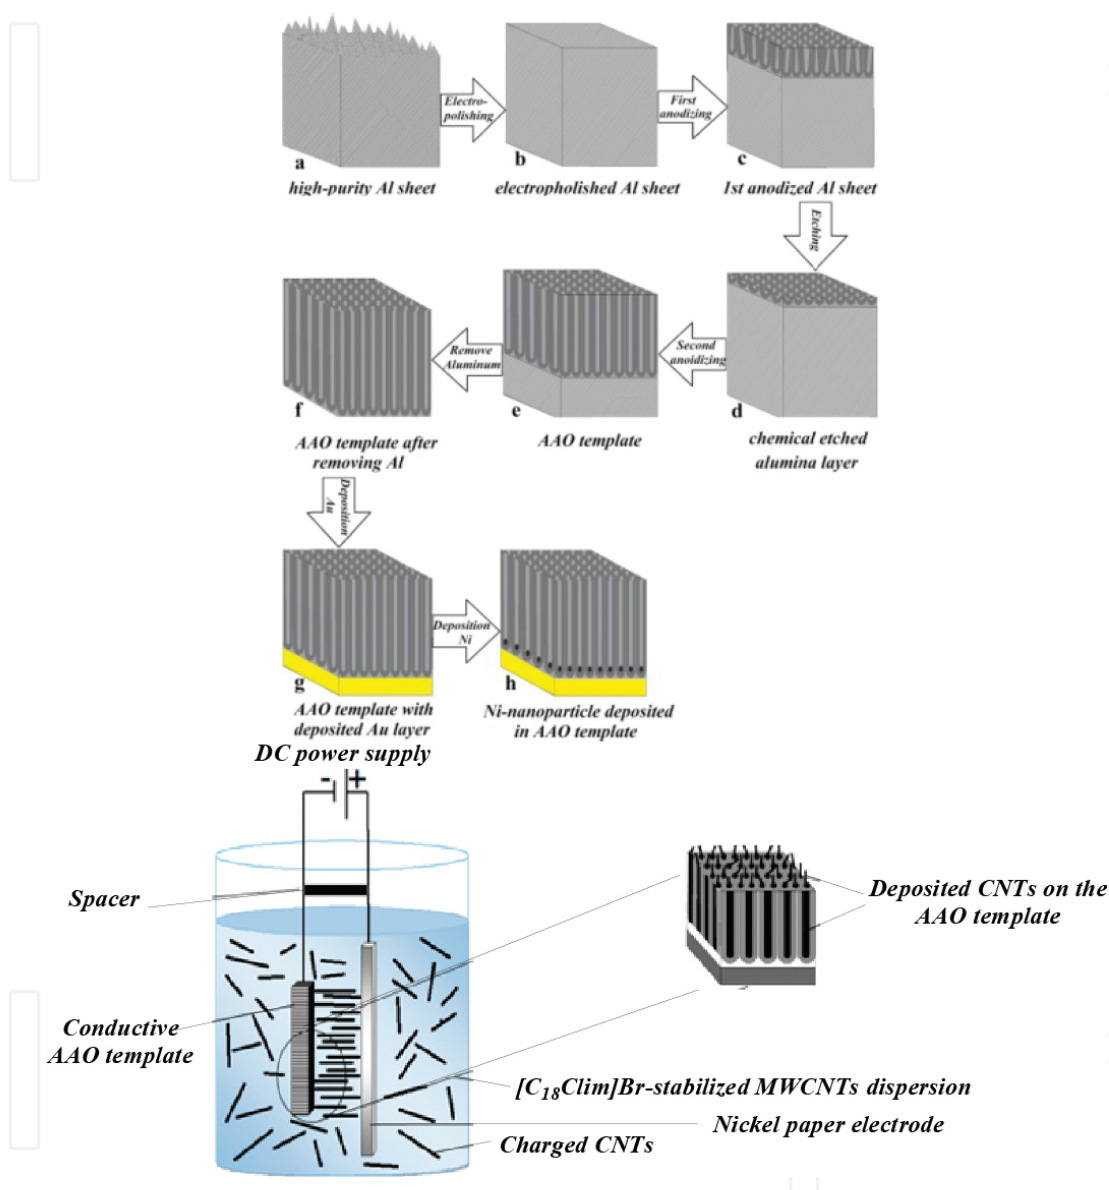 Electro-
polishing
First
anodizing
a
b
c
high-purity Al sheet
electropholished Al sheet
1st anodized Al sheet
Etching
Remove
Aluminum
Second
anoidizing
f
e
d
AAO template after
removing Al
AAO template
chemical etched
alumina layer
Deposition
Au
Deposition
Ni
g
h
AAO template with
deposited Au layer
Ni-nanoparticle deposited
in AAO template
DC power supply
- +
Spacer
Deposited CNTs on the
AAO template
Conductive
AAO template
[C18Clim]Br-stabilized MWCNTs dispersion
Nickel paper electrode
Charged CNTs